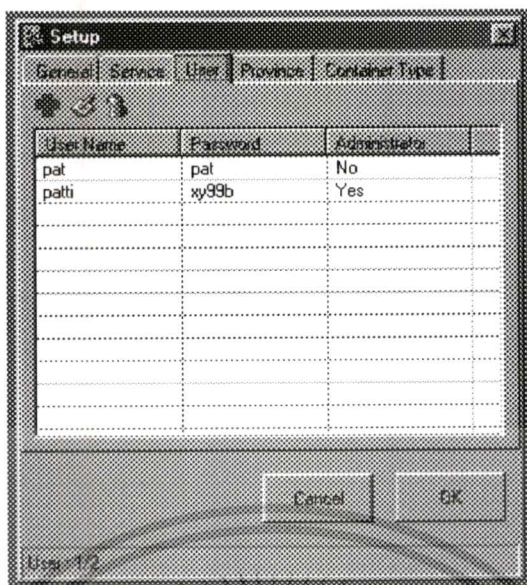 Setup
General Service User Province Container Type
User Name Password Administrator
pat pat No
patti xy99b Yes
Cancel OK
User: 1/2